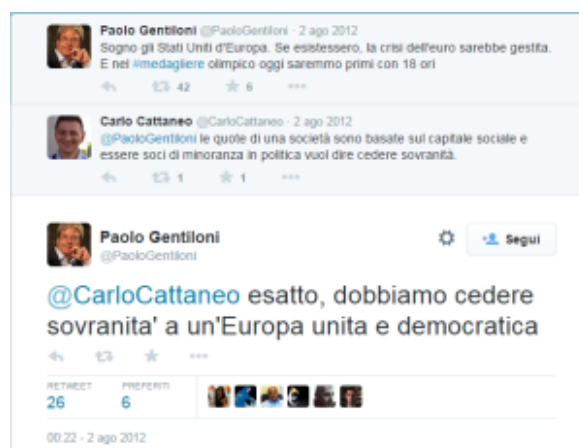 Paolo Gentiloni @PaoloGentiloni · 2 ago 2012
Sogno gli Stati Uniti d'Europa. Se esistessero, la crisi dell'euro sarebbe gestita.
E nel #medagliere olimpico oggi saremmo primi con 18 ori
42 6
Carlo Cattaneo @CarloCattaneo · 2 ago 2012
@PaoloGentiloni le quote di una società sono basate sul capitale sociale e
essere soci di minoranza in politica vuol dire cedere sovranità.
1 1
Paolo Gentiloni
@PaoloGentiloni
Segui
@CarloCattaneo esatto, dobbiamo cedere
sovranita' a un'Europa unita e democratica
RETWEET PREFERITI
26 6
00:22 - 2 ago 2012